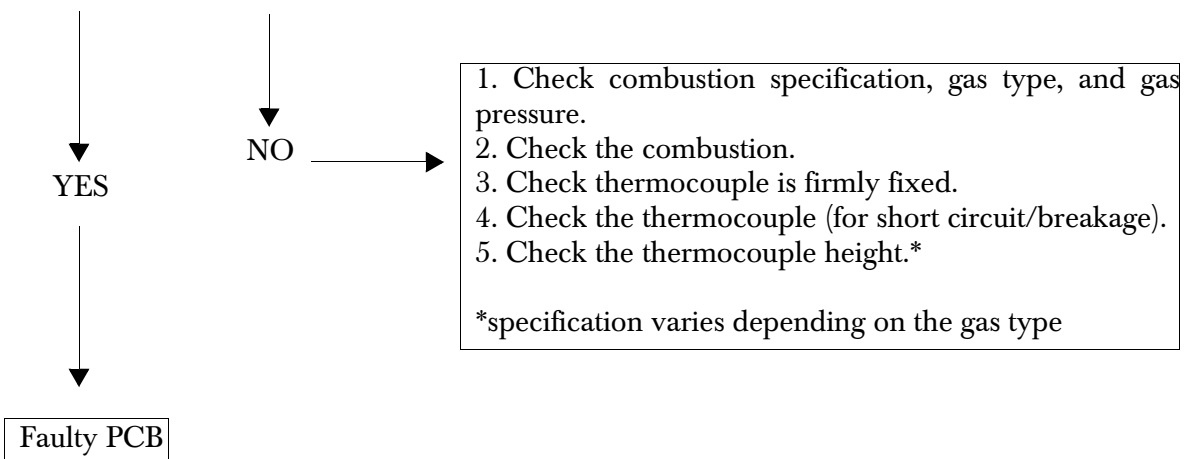 1. Check combustion specification, gas type, and gas
pressure.
NO
2. Check the combustion.
3. Check thermocouple is firmly fixed.
YES
4. Check the thermocouple (for short circuit/breakage).
5. Check the thermocouple height.*
*specification varies depending on the gas type
Faulty PCB